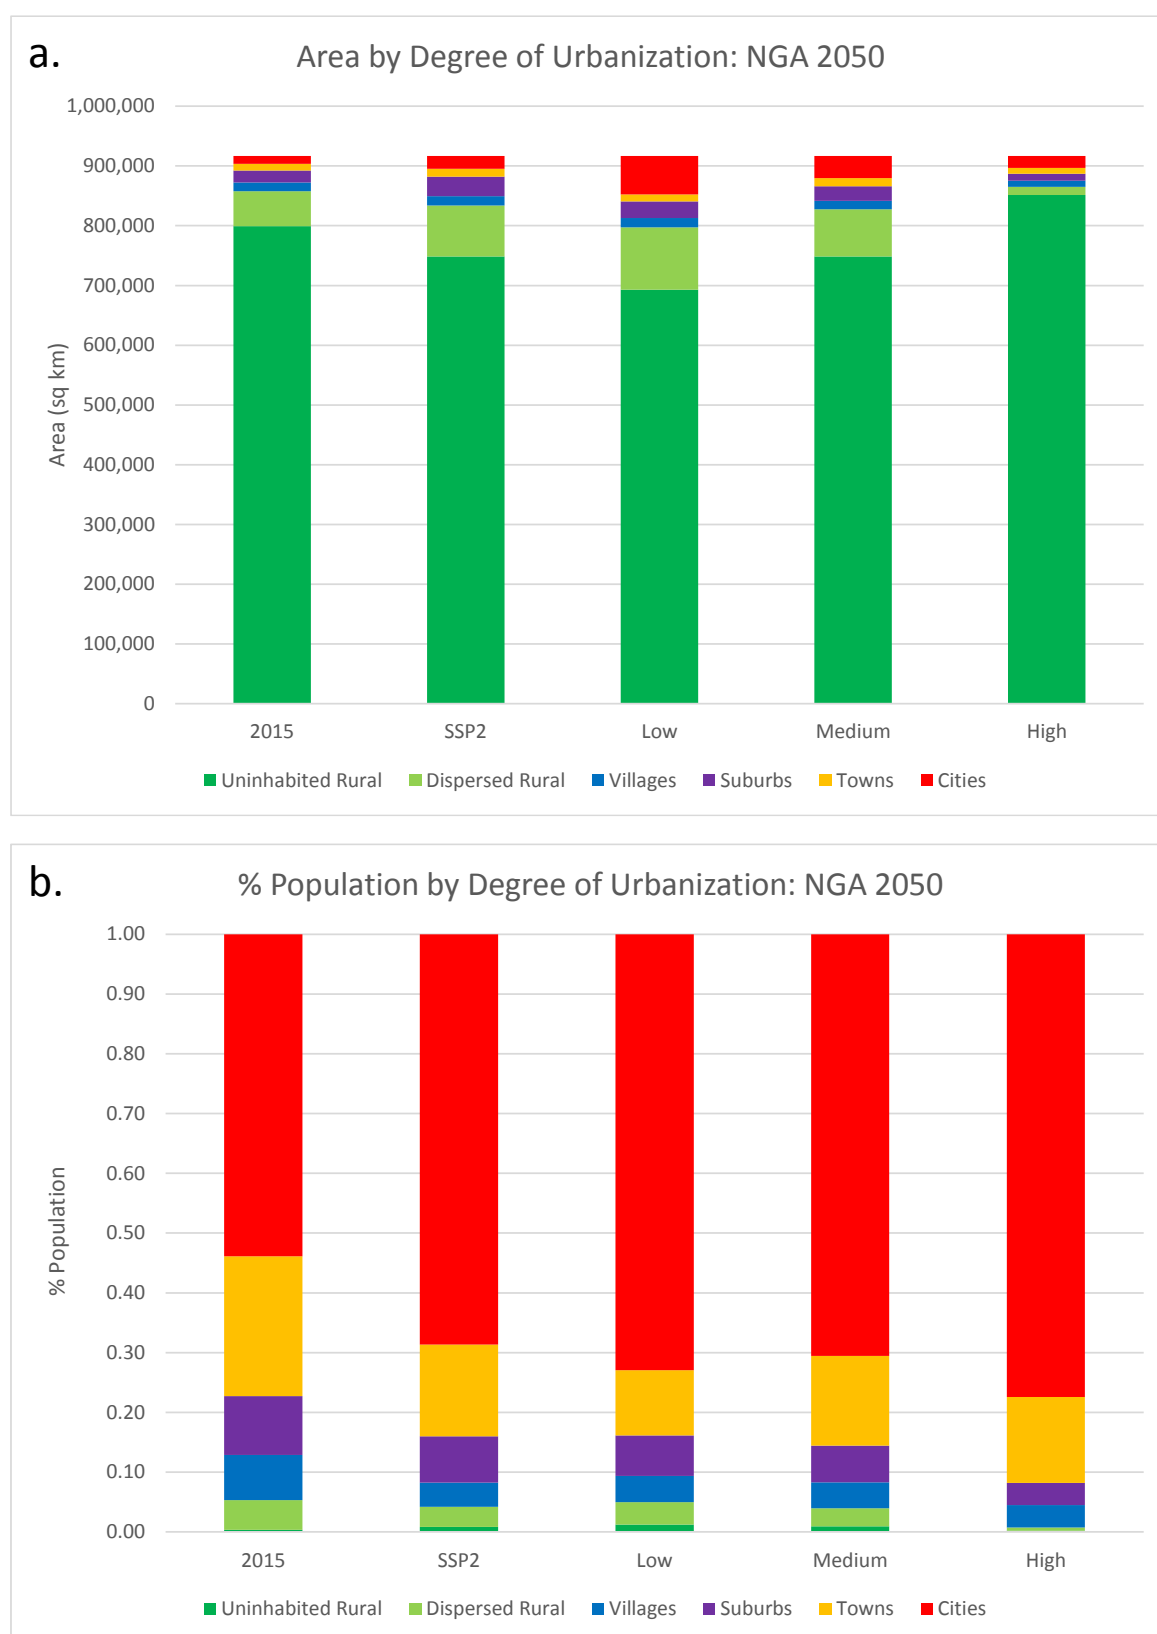 a.
Area by Degree of Urbanization: NGA 2050
1,000,000
900,000
800,000
700,000
600,000
500,000
400,000
300,000
200,000
100,000
0
Area (sq km)
2015 SSP2 Low Medium High
Uninhabited Rural Dispersed Rural Villages Suburbs Towns Cities
b.
% Population by Degree of Urbanization: NGA 2050
1.00
0.90
0.80
0.70
0.60
0.50
0.40
0.30
0.20
0.10
0.00
% Population
2015 SSP2 Low Medium High
Uninhabited Rural Dispersed Rural Villages Suburbs Towns Cities